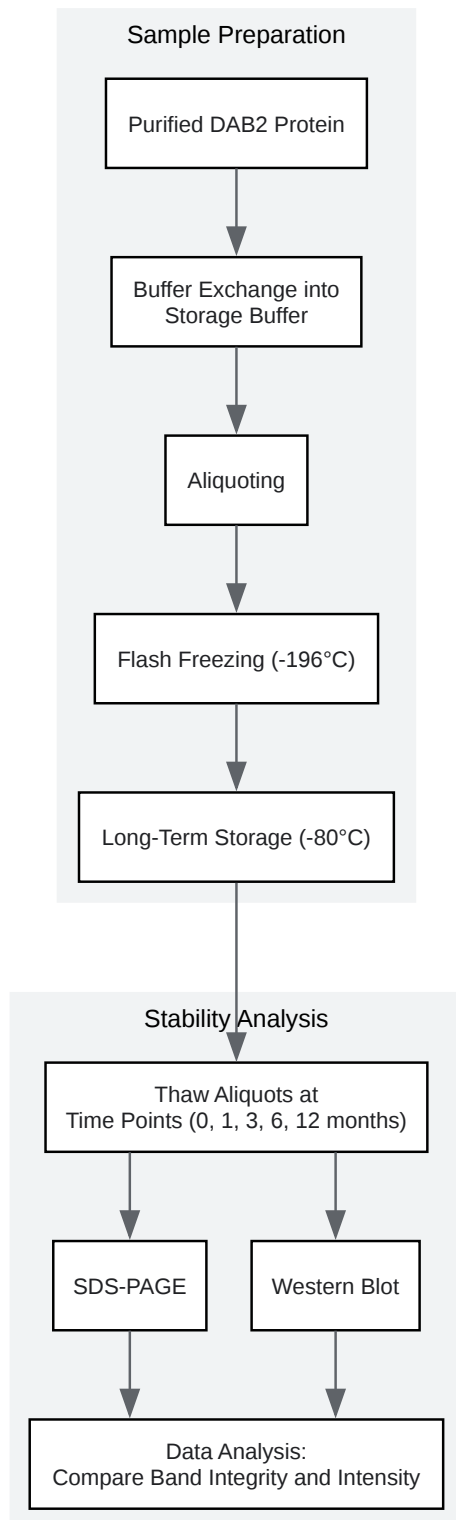 Sample Preparation
Purified DAB2 Protein
Buffer Exchange into
Storage Buffer
Aliquoting
Flash Freezing (-196°C)
Long-Term Storage (-80°C)
Stability Analysis
Thaw Aliquots at
Time Points (0, 1, 3, 6, 12 months)
SDS-PAGE
Western Blot
Data Analysis:
Compare Band Integrity and Intensity